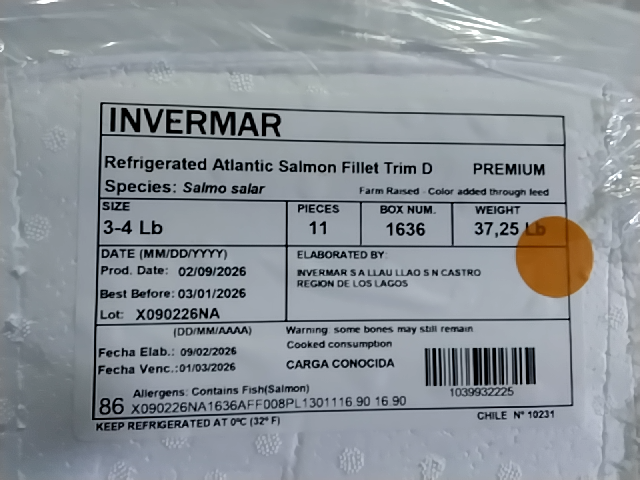 INVERMAR
Refrigerated Atlantic Salmon Fillet Trim D PREMIUM
Species: Salmo salar Farm Raised - Color added through feed
SIZE PIECES BOX NUM. WEIGHT
3-4 Lb 11 1636 37,25 Lb
DATE (MM/DD/YYYY) ELABORATED BY:
Prod. Date: 02/09/2026 INVERMAR S A LLAU LLAO S N CASTRO
REGION DE LOS LAGOS
Best Before: 03/01/2026
Lot: X090226NA
(DD/MM/AAAA) Warning: some bones may still remain
Cooked consumption
Fecha Elab.: 09/02/2026
Fecha Venc.: 01/03/2026 CARGA CONOCIDA
1039932225
Allergens: Contains Fish(Salmon)
86 X090226NA1636AFF008PL1301116.90 16.90
KEEP REFRIGERATED AT 0ºC (32º F) CHILE Nº 10231